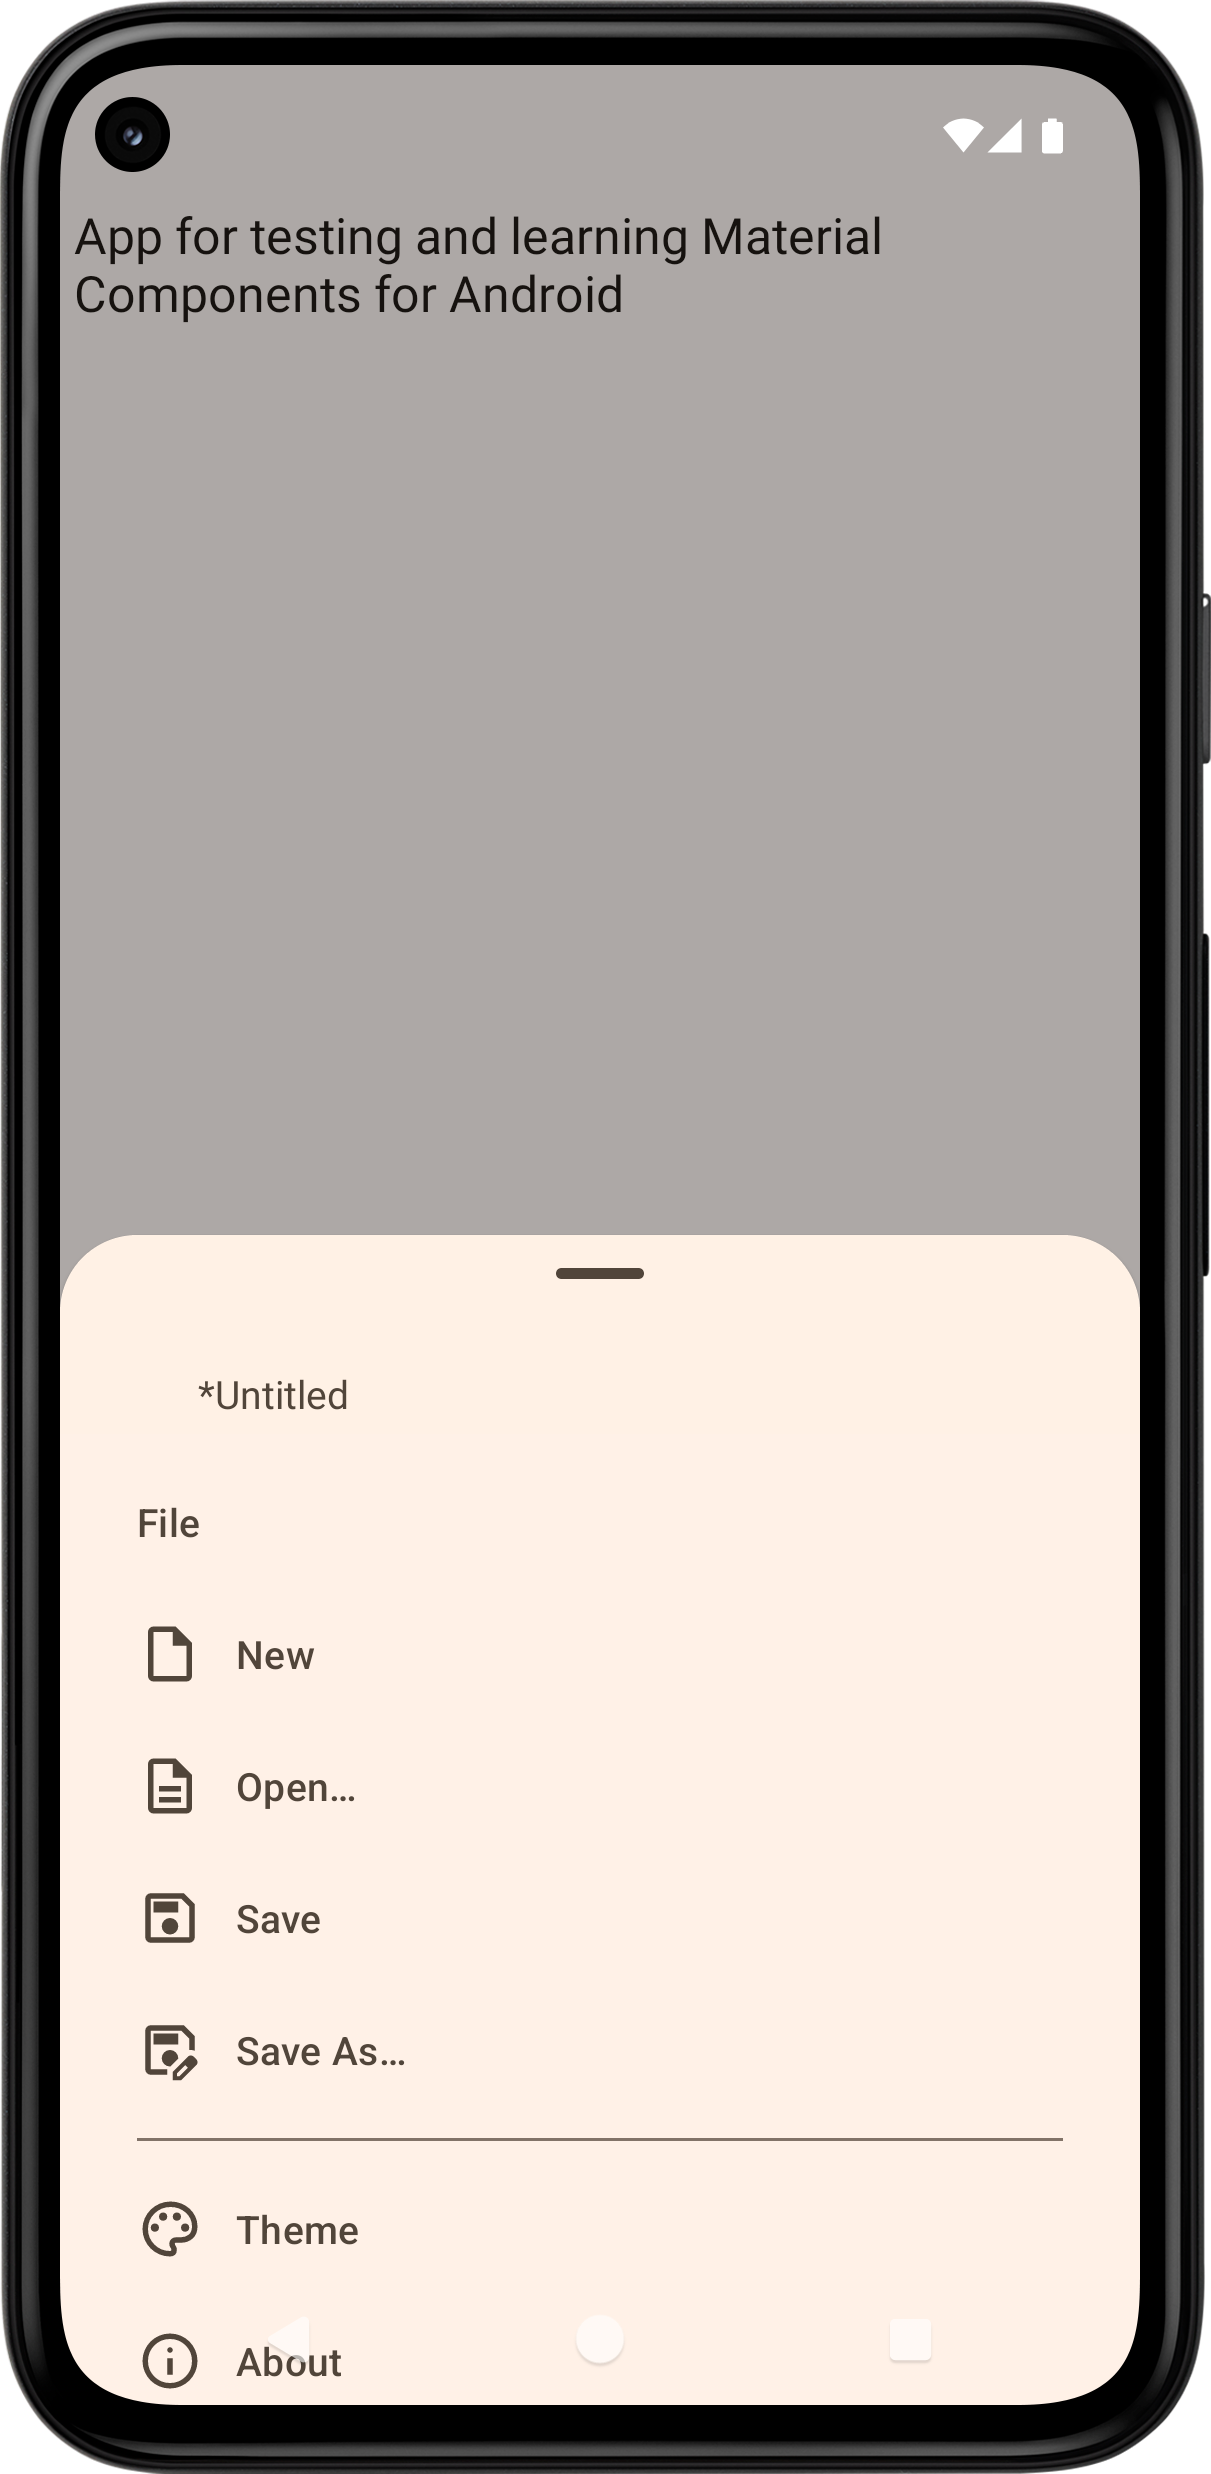 App for testing and learning Material
Components for Android
*Untitled
File
New
Open...
Save
Save As...
Theme
About